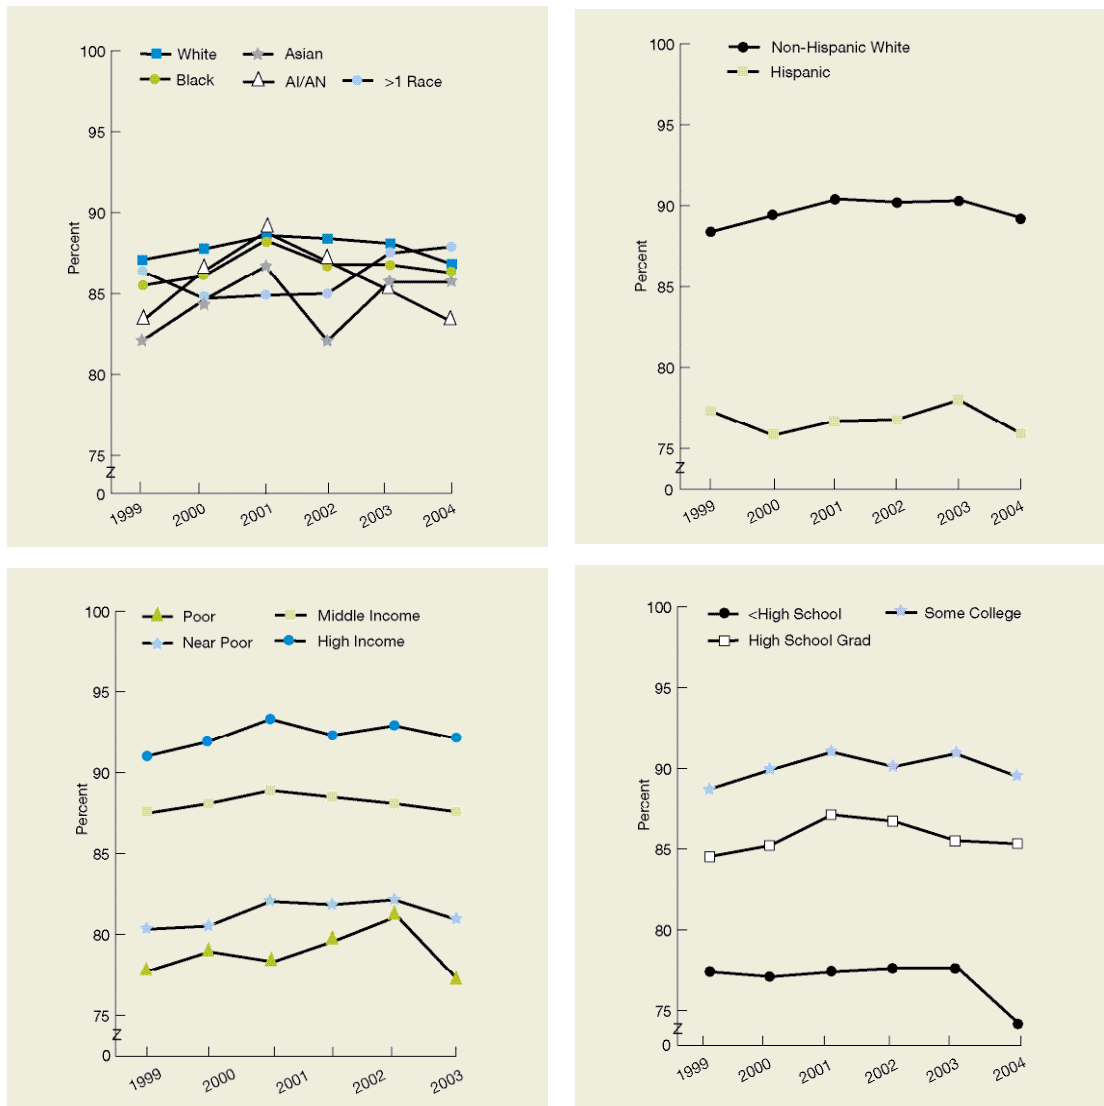 100
White
Asian
Black
AI/AN
>1 Race
95
90
85
80
75
Z
0
Percent
1999
2000
2001
2002
2003
2004
100
Non-Hispanic White
Hispanic
95
90
85
80
75
Z
0
Percent
1999
2000
2001
2002
2003
2004
100
Poor
Middle Income
Near Poor
High Income
95
90
85
80
75
Z
0
Percent
1999
2000
2001
2002
2003
100
<High School
Some College
High School Grad
95
90
85
80
75
Z
0
Percent
1999
2000
2001
2002
2003
2004